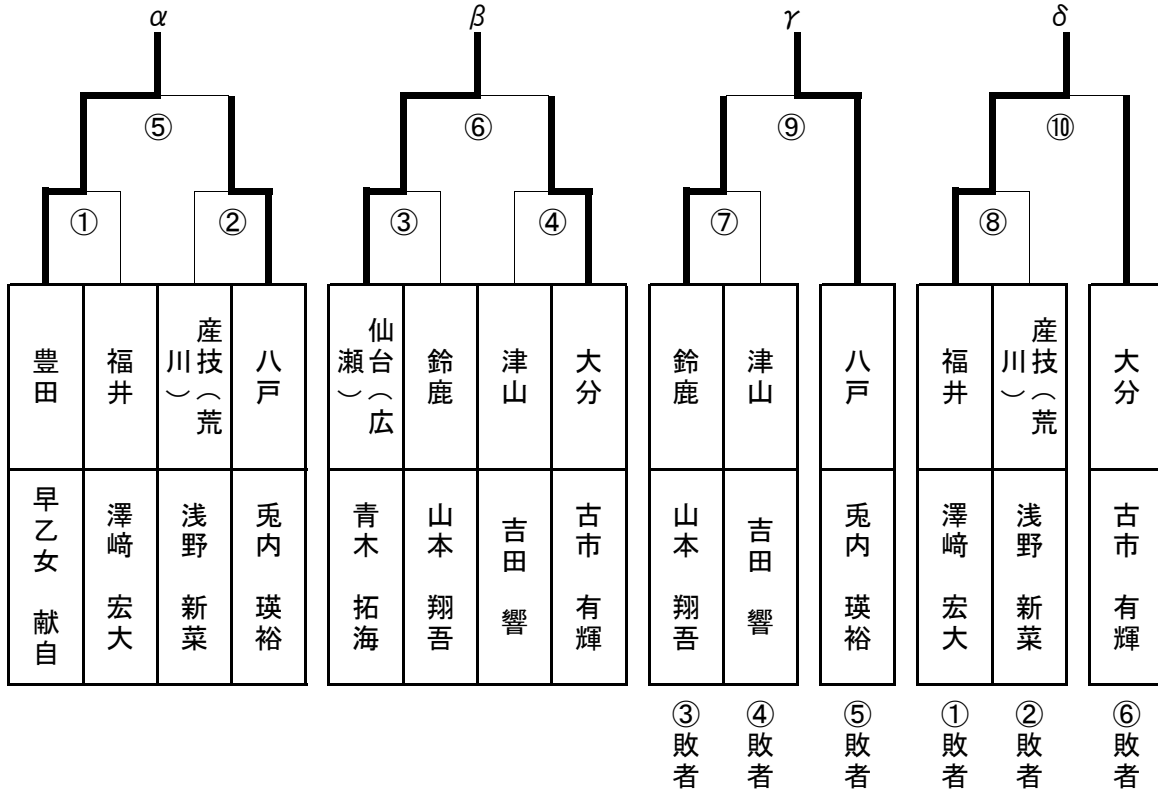 α
β
γ
δ
⑤
⑥
⑨
⑩
①
②
③
④
⑦
⑧
豊田
福井
産技（荒川）
八戸
仙台（広瀬）
鈴鹿
津山
大分
鈴鹿
津山
八戸
福井
産技（荒川）
大分
早乙女 献自
澤﨑 宏大
浅野 新菜
兎内 瑛裕
青木 拓海
山本 翔吾
吉田 響
古市 有輝
山本 翔吾
吉田 響
兎内 瑛裕
澤﨑 宏大
浅野 新菜
古市 有輝
③敗者
④敗者
⑤敗者
①敗者
②敗者
⑥敗者